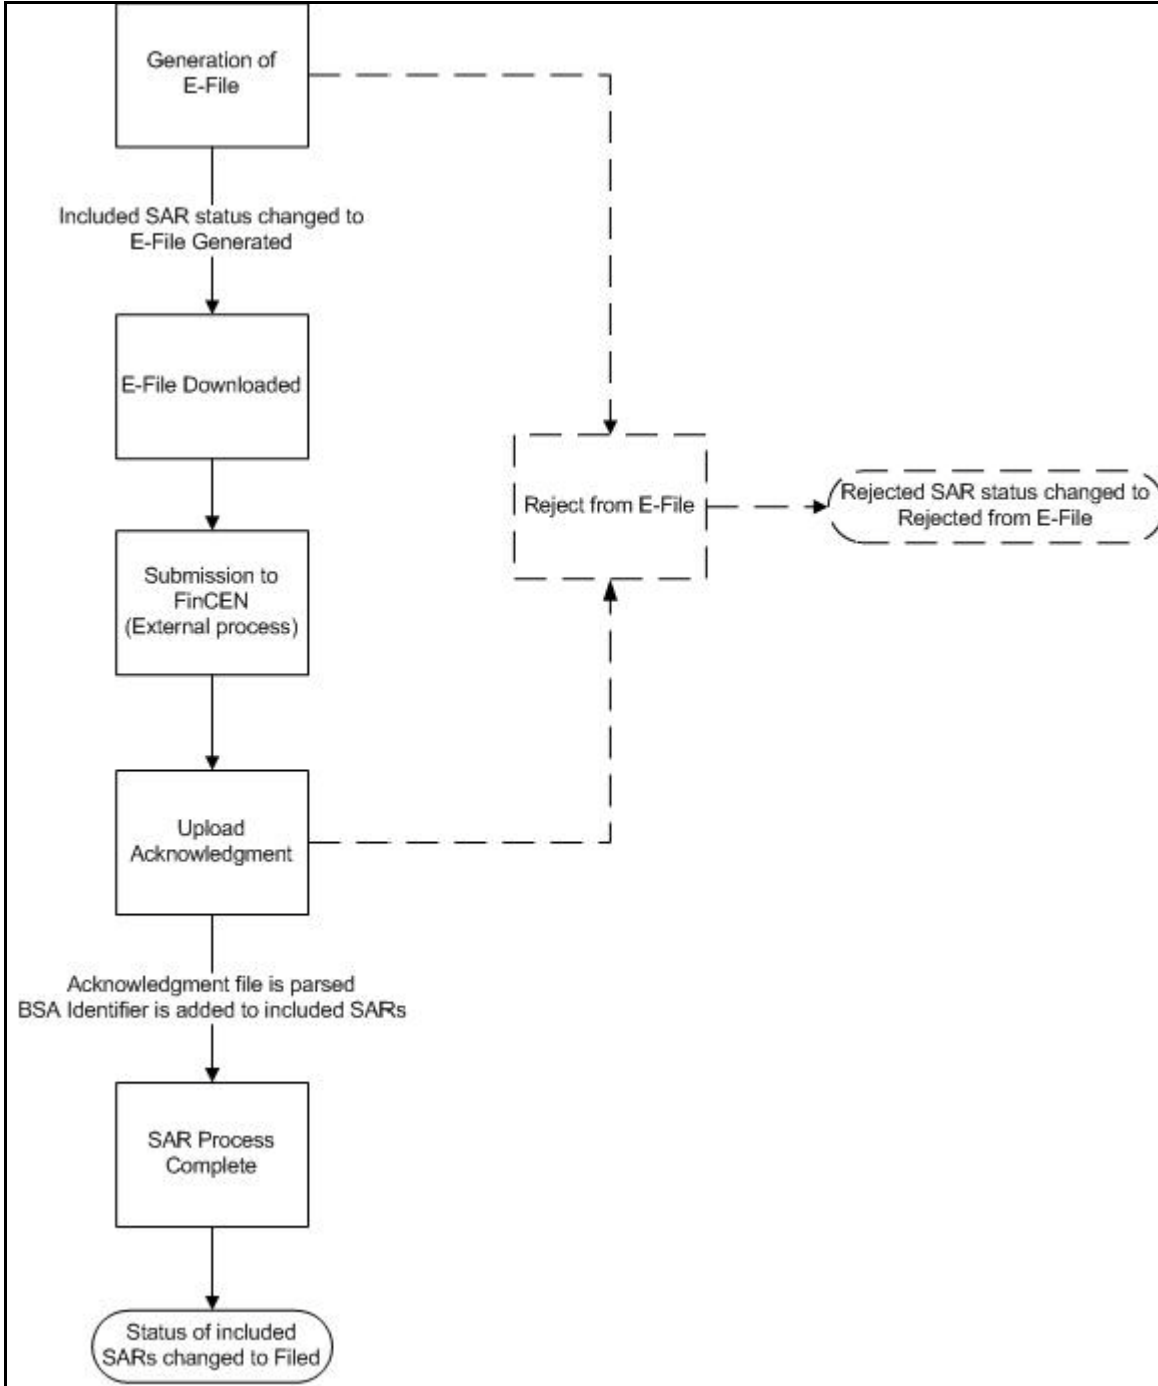 Generation of
E-File
Included SAR status changed to
E-File Generated
E-File Downloaded
Submission to
FinCEN
(External process)
Upload
Acknowledgment
Acknowledgment file is parsed
BSA Identifier is added to included SARs
SAR Process
Complete
Status of included
SARs changed to Filed
Reject from E-File
Rejected SAR status changed to
Rejected from E-File